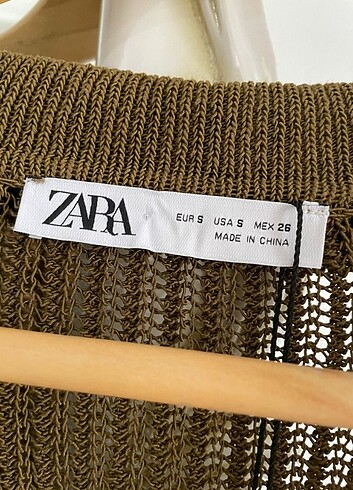 ZARA
EUR S USA S MEX 26
MADE IN CHINA